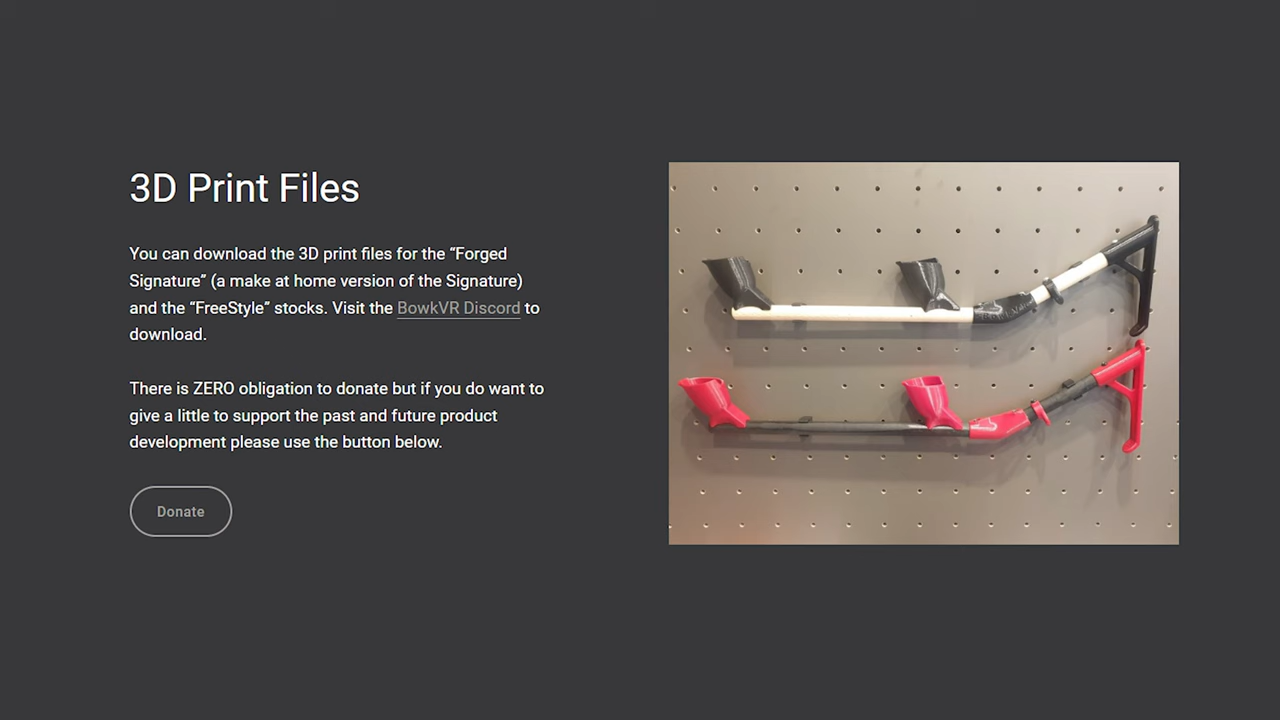 3D Print Files
You can download the 3D print files for the “Forged
Signature” (a make at home version of the Signature)
and the “FreeStyle” stocks. Visit the BowkVR Discord to
download.
There is ZERO obligation to donate but if you do want to
give a little to support the past and future product
development please use the button below.
Donate